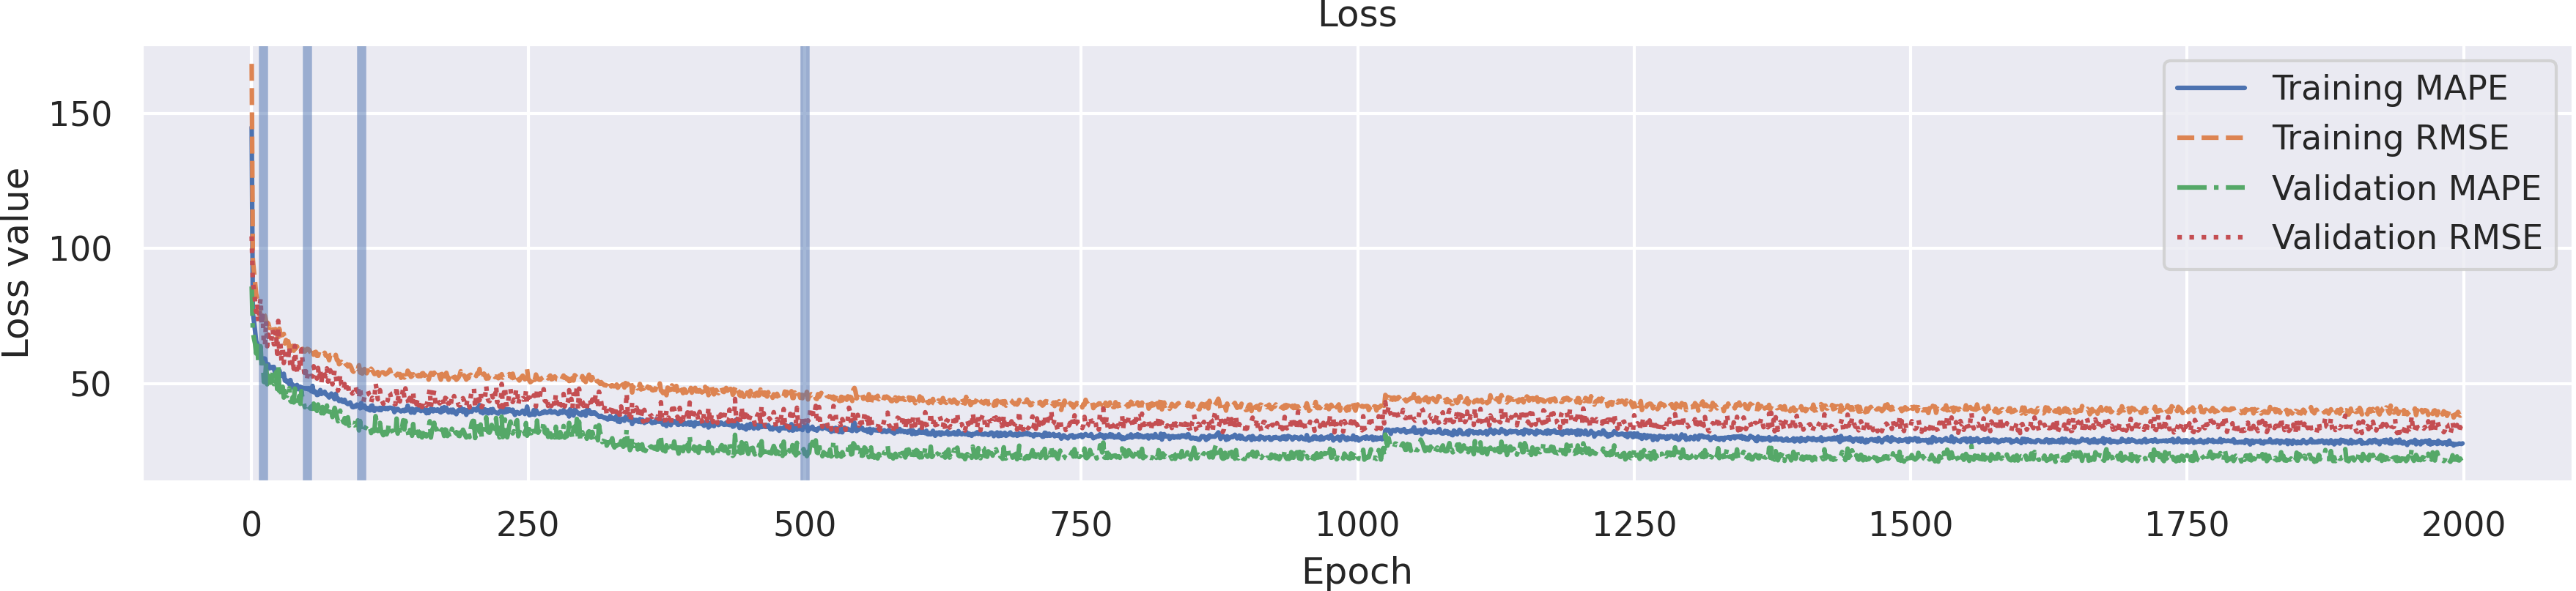 Loss
150
100
50
Loss value
Training MAPE
Training RMSE
Validation MAPE
Validation RMSE
0 250 500 750 1000 1250 1500 1750 2000
Epoch